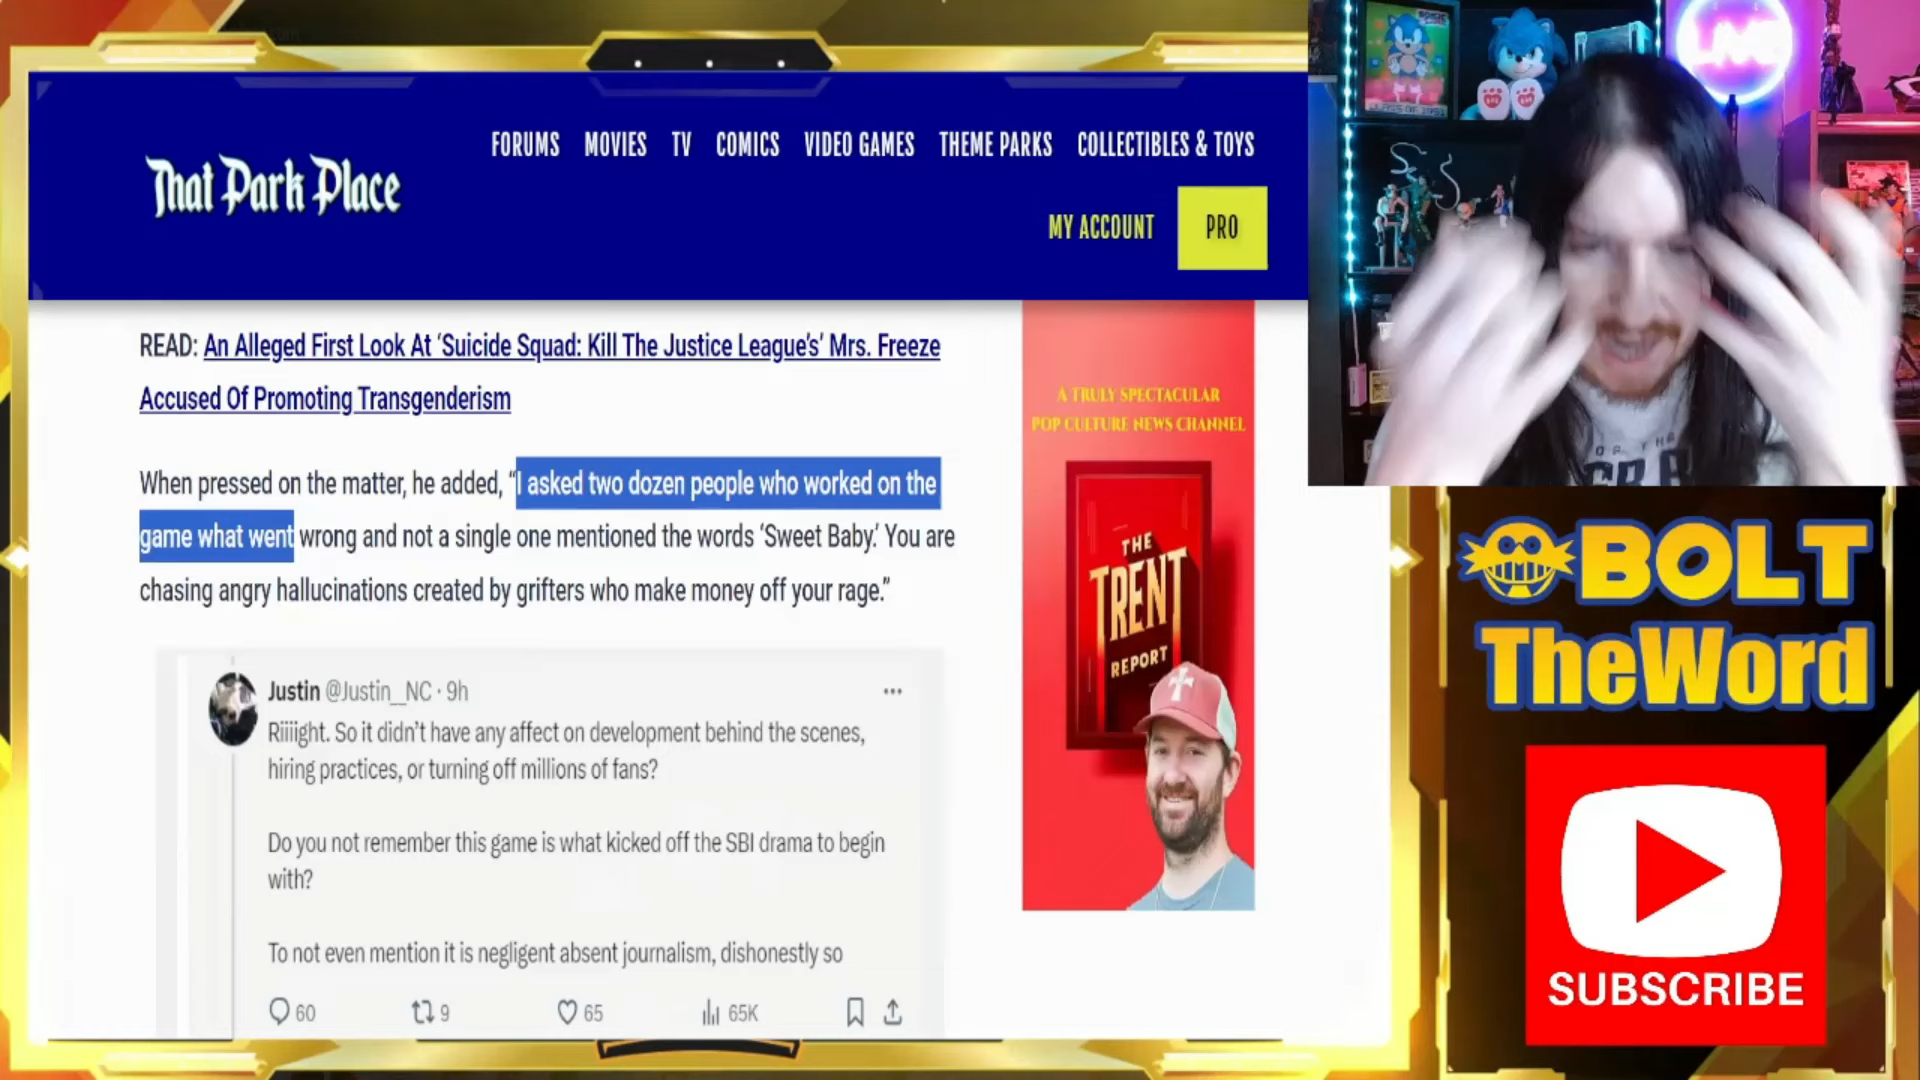 That Park Place
FORUMS MOVIES TV COMICS VIDEO GAMES THEME PARKS COLLECTIBLES & TOYS
MY ACCOUNT PRO
READ: An Alleged First Look At ‘Suicide Squad: Kill The Justice League’s’ Mrs. Freeze
Accused Of Promoting Transgenderism
When pressed on the matter, he added, “I asked two dozen people who worked on the
game what went wrong and not a single one mentioned the words ‘Sweet Baby.’ You are
chasing angry hallucinations created by grifters who make money off your rage.”
Justin @Justin__NC · 9h
Riiiight. So it didn’t have any affect on development behind the scenes,
hiring practices, or turning off millions of fans?
Do you not remember this game is what kicked off the SBI drama to begin
with?
To not even mention it is negligent absent journalism, dishonestly so
60 9 65 65K
A TRULY SPECTACULAR
POP CULTURE NEWS CHANNEL
THE
TRENT
REPORT
LIVE
BOLT
TheWord
SUBSCRIBE